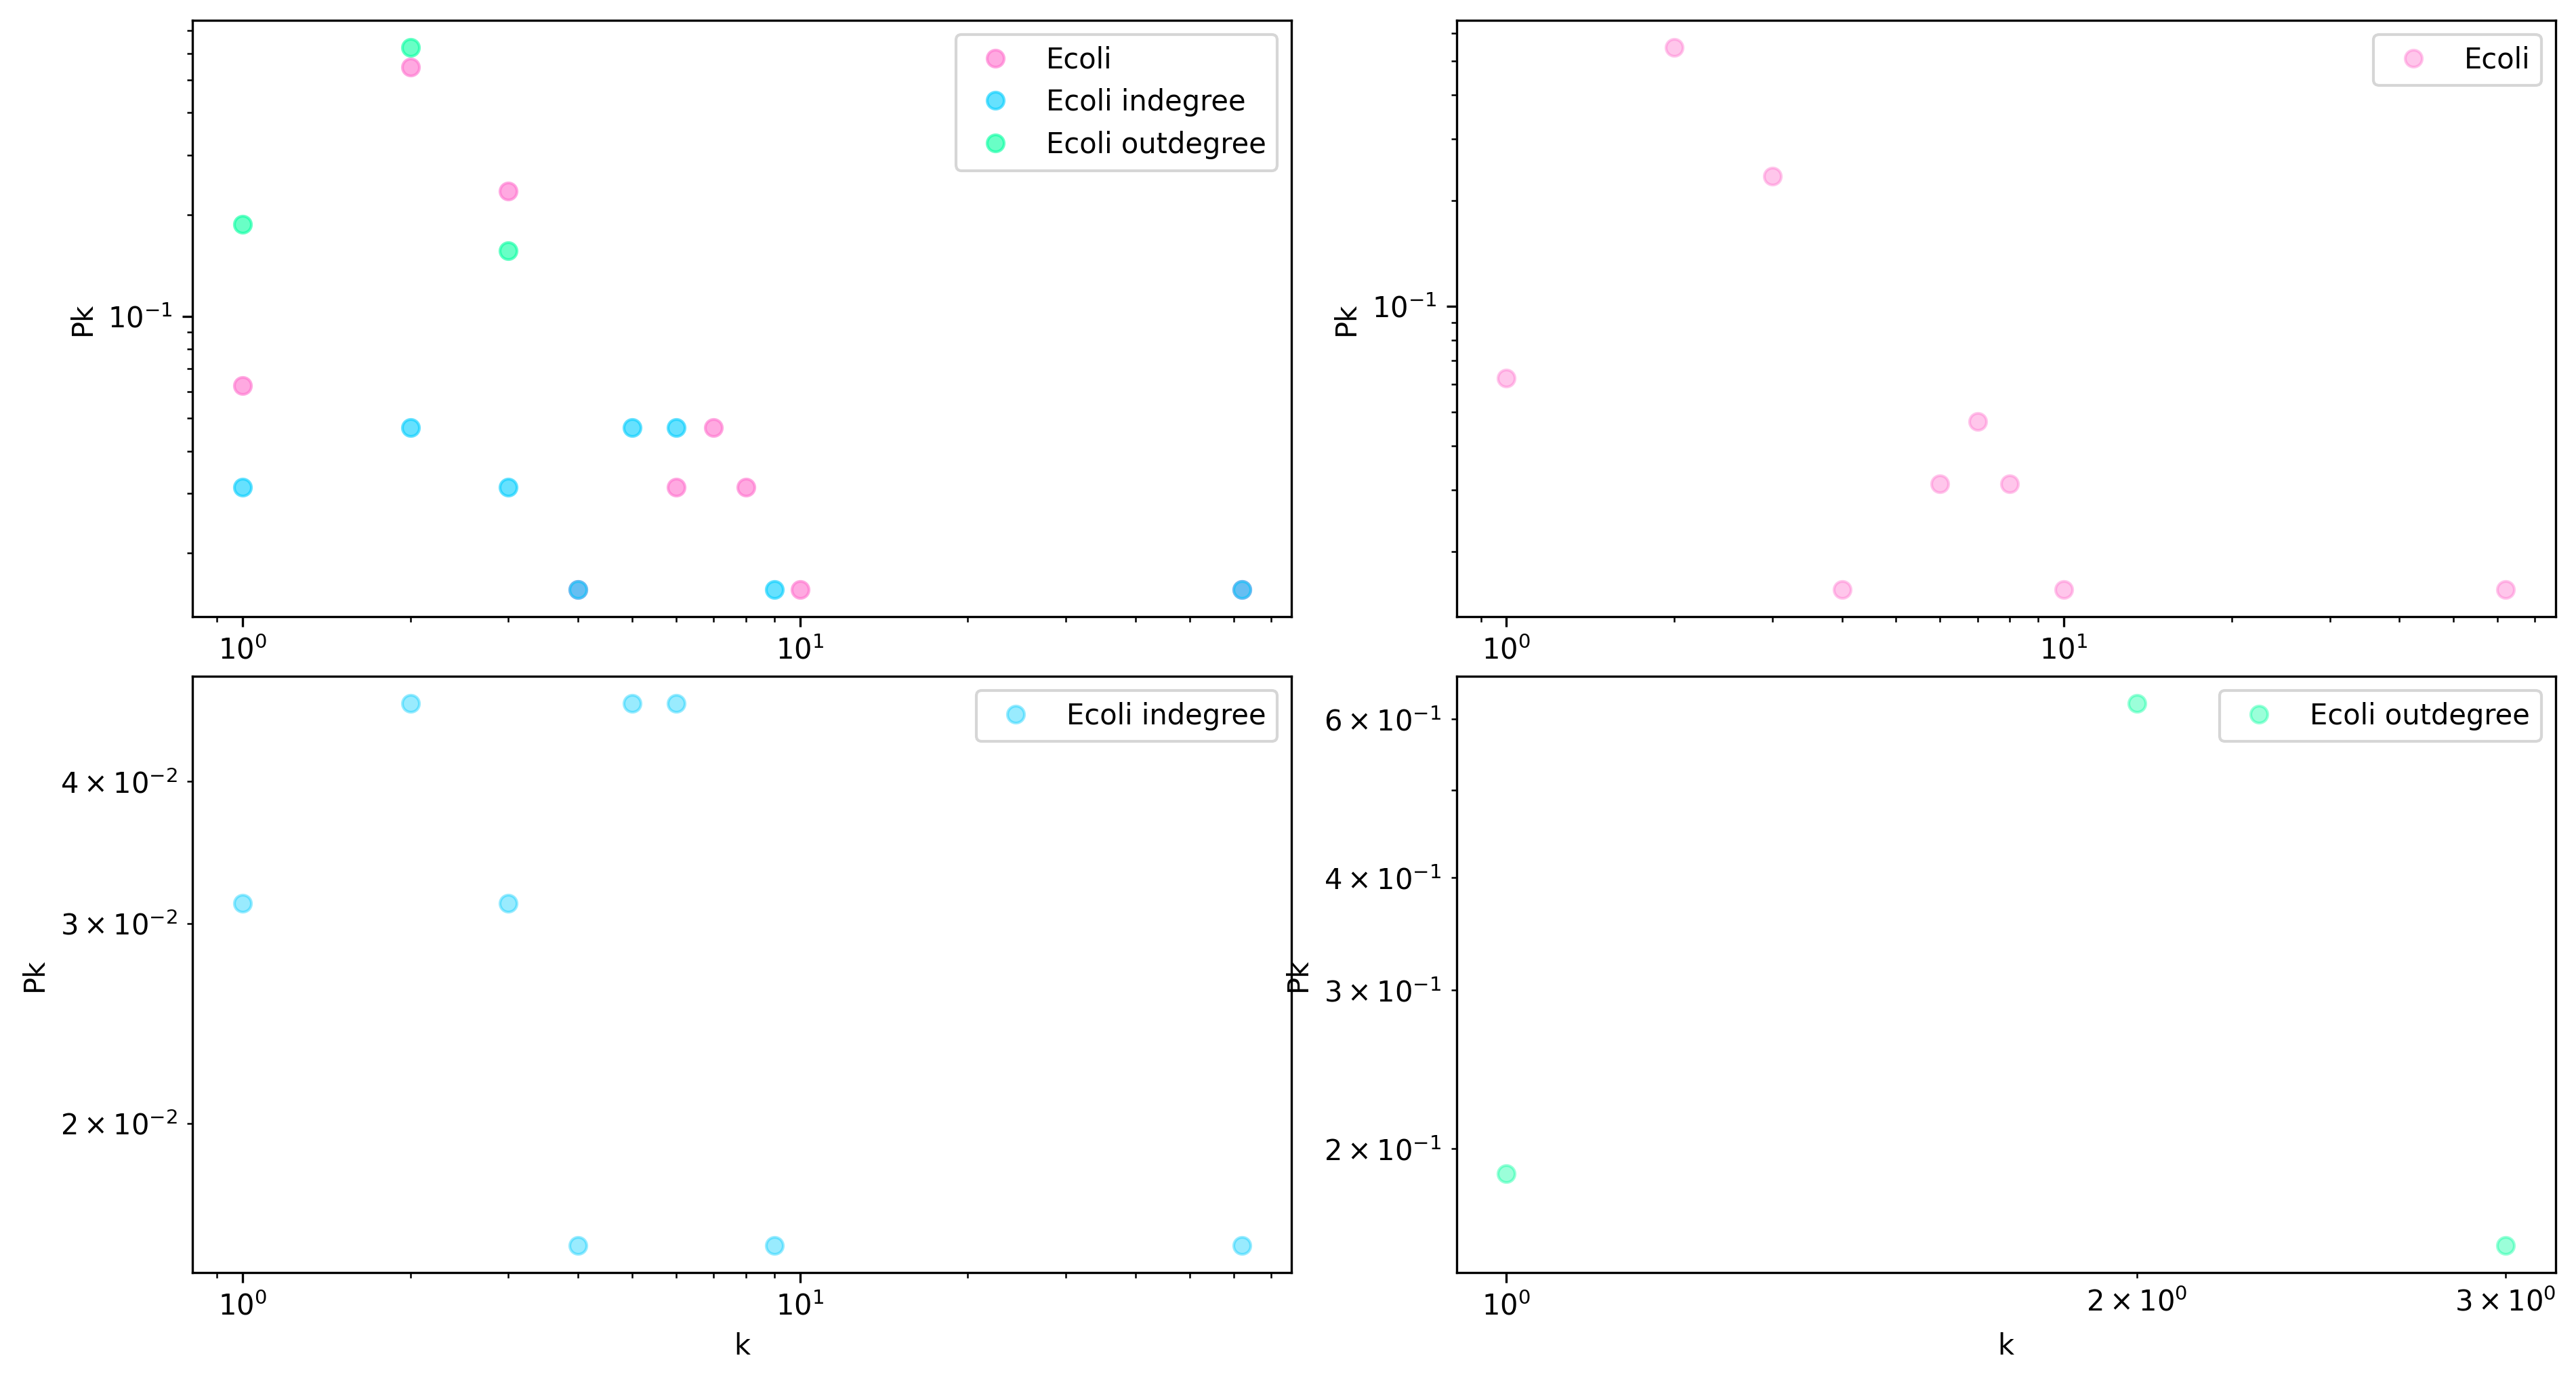 Ecoli
Ecoli indegree
Ecoli outdegree
Pk
10⁻¹
10⁰
10¹
Ecoli
Pk
10⁻¹
10⁰
10¹
Ecoli indegree
Pk
4 × 10⁻²
3 × 10⁻²
2 × 10⁻²
10⁰
10¹
k
Ecoli outdegree
Pk
6 × 10⁻¹
4 × 10⁻¹
3 × 10⁻¹
2 × 10⁻¹
10⁰
2 × 10⁰
3 × 10⁰
k